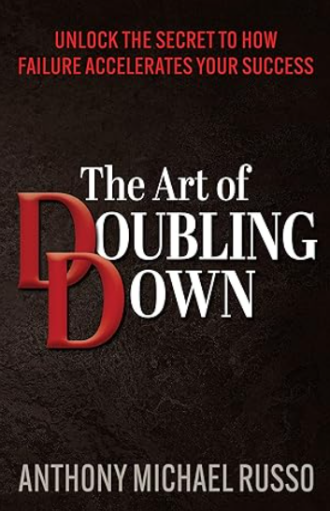 UNLOCK THE SECRET TO HOW
FAILURE ACCELERATES YOUR SUCCESS
The Art of
DOUBLING
DOWN
ANTHONY MICHAEL RUSSO